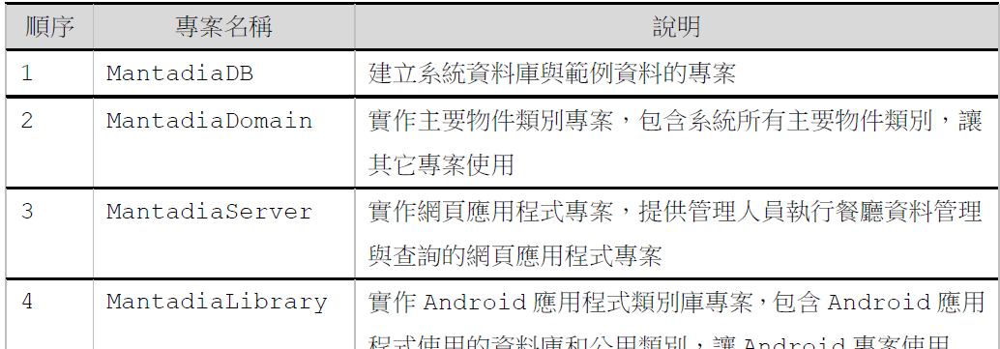 順序 專案名稱 說明
1 MantadiaDB 建立系統資料庫與範例資料的專案
2 MantadiaDomain 實作主要物件類別專案，包含系統所有主要物件類別，讓
其它專案使用
3 MantadiaServer 實作網頁應用程式專案，提供管理人員執行餐廳資料管理
與查詢的網頁應用程式專案
4 MantadiaLibrary 實作 Android 應用程式類別庫專案，包含 Android 應用
程式使用的資料庫和公用類別，讓 Android 專案使用